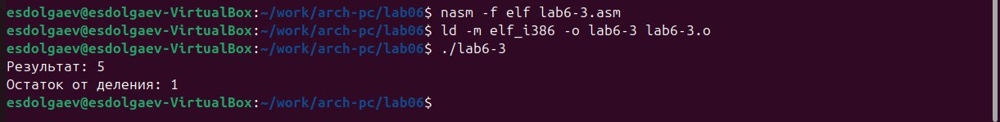 esdolgaev@esdolgaev-VirtualBox:~/work/arch-pc/lab06$ nasm -f elf lab6-3.asm
esdolgaev@esdolgaev-VirtualBox:~/work/arch-pc/lab06$ ld -m elf_i386 -o lab6-3 lab6-3.o
esdolgaev@esdolgaev-VirtualBox:~/work/arch-pc/lab06$ ./lab6-3
Результат: 5
Остаток от деления: 1
esdolgaev@esdolgaev-VirtualBox:~/work/arch-pc/lab06$